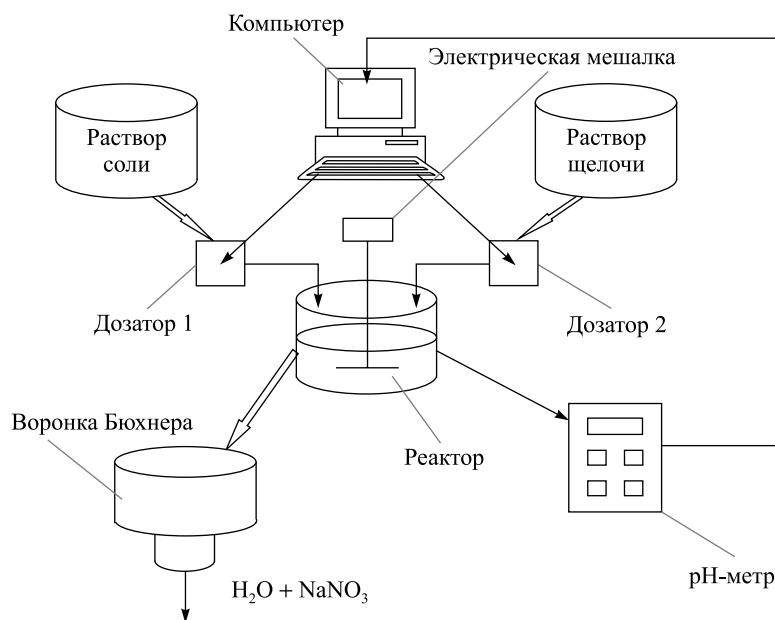 Компьютер
Электрическая мешалка
Раствор
соли
Раствор
щелочи
Дозатор 1
Дозатор 2
Воронка Бюхнера
Реактор
pH-метр
H₂O + NaNO₃